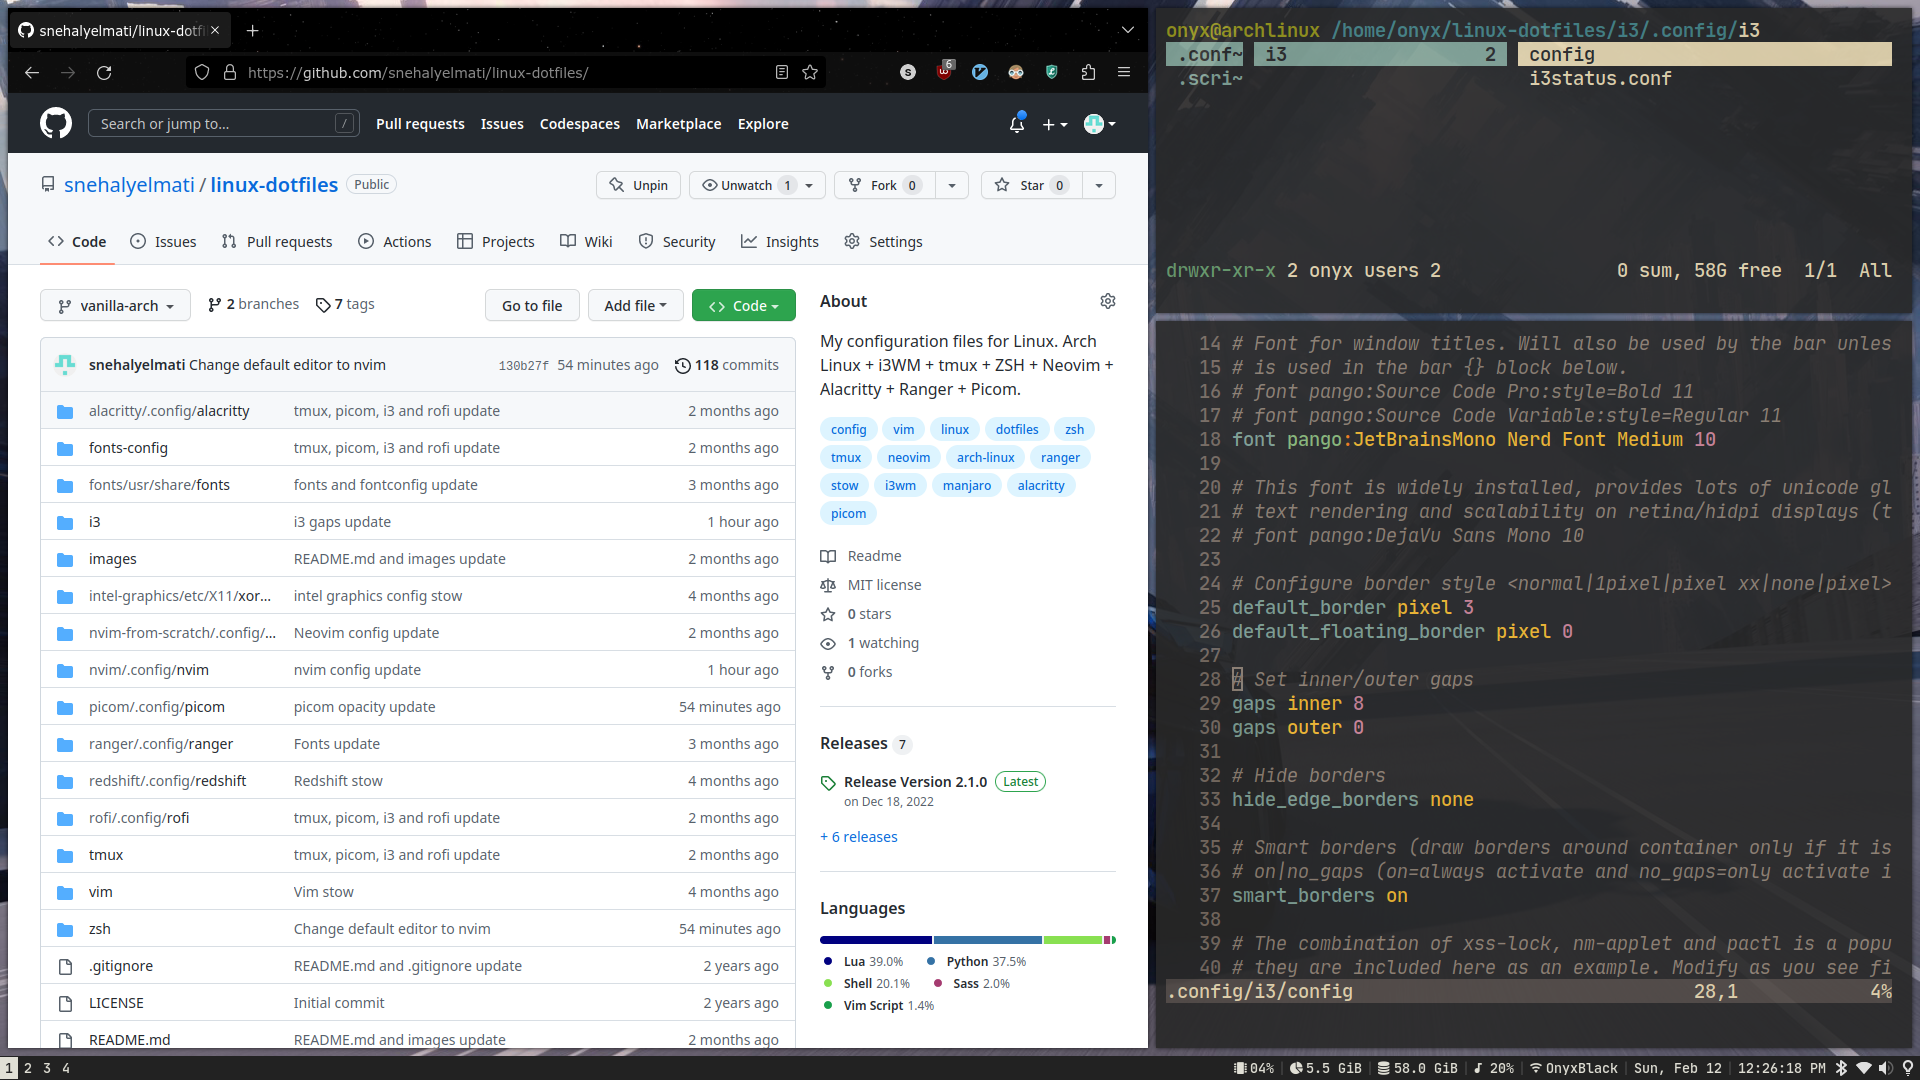 snehalyelmati/linux-dotfi
https://github.com/snehalyelmati/linux-dotfiles/
S
6
Search or jump to...
/
Pull requests
Issues
Codespaces
Marketplace
Explore
snehalyelmati / linux-dotfiles
Public
Unpin
Unwatch 1
Fork 0
Star 0
Code
Issues
Pull requests
Actions
Projects
Wiki
Security
Insights
Settings
vanilla-arch
2 branches
7 tags
Go to file
Add file
Code
snehalyelmati Change default editor to nvim 130b27f 54 minutes ago 118 commits
alacritty/.config/alacritty tmux, picom, i3 and rofi update 2 months ago
fonts-config tmux, picom, i3 and rofi update 2 months ago
fonts/usr/share/fonts fonts and fontconfig update 3 months ago
i3 i3 gaps update 1 hour ago
images README.md and images update 2 months ago
intel-graphics/etc/X11/xor... intel graphics config stow 4 months ago
nvim-from-scratch/.config/... Neovim config update 2 months ago
nvim/.config/nvim nvim config update 1 hour ago
picom/.config/picom picom opacity update 54 minutes ago
ranger/.config/ranger Fonts update 3 months ago
redshift/.config/redshift Redshift stow 4 months ago
rofi/.config/rofi tmux, picom, i3 and rofi update 2 months ago
tmux tmux, picom, i3 and rofi update 2 months ago
vim Vim stow 4 months ago
zsh Change default editor to nvim 54 minutes ago
.gitignore README.md and .gitignore update 2 years ago
LICENSE Initial commit 2 years ago
README.md README.md and images update 2 months ago
About
My configuration files for Linux. Arch
Linux + i3WM + tmux + ZSH + Neovim +
Alacritty + Ranger + Picom.
config vim linux dotfiles zsh
tmux neovim arch-linux ranger
stow i3wm manjaro alacritty
picom
Readme
MIT license
0 stars
1 watching
0 forks
Releases 7
Release Version 2.1.0 Latest
on Dec 18, 2022
+ 6 releases
Languages
Lua 39.0% Python 37.5%
Shell 20.1% Sass 2.0%
Vim Script 1.4%
onyx@archlinux /home/onyx/linux-dotfiles/i3/.config/i3
.conf~ i3 2 config
.scri~ i3status.conf
drwxr-xr-x 2 onyx users 2 0 sum, 58G free 1/1 All
14 # Font for window titles. Will also be used by the bar unles
15 # is used in the bar {} block below.
16 # font pango:Source Code Pro:style=Bold 11
17 # font pango:Source Code Variable:style=Regular 11
18 font pango:JetBrainsMono Nerd Font Medium 10
19
20 # This font is widely installed, provides lots of unicode gl
21 # text rendering and scalability on retina/hidpi displays (t
22 # font pango:DejaVu Sans Mono 10
23
24 # Configure border style <normal|1pixel|pixel xx|none|pixel>
25 default_border pixel 3
26 default_floating_border pixel 0
27
28 # Set inner/outer gaps
29 gaps inner 8
30 gaps outer 0
31
32 # Hide borders
33 hide_edge_borders none
34
35 # Smart borders (draw borders around container only if it is
36 # on|no_gaps (on=always activate and no_gaps=only activate i
37 smart_borders on
38
39 # The combination of xss-lock, nm-applet and pactl is a popu
40 # they are included here as an example. Modify as you see fi
.config/i3/config 28,1 4%
1 2 3 4
04% | 5.5 GiB | 58.0 GiB | 20% | OnyxBlack | Sun, Feb 12 | 12:26:18 PM